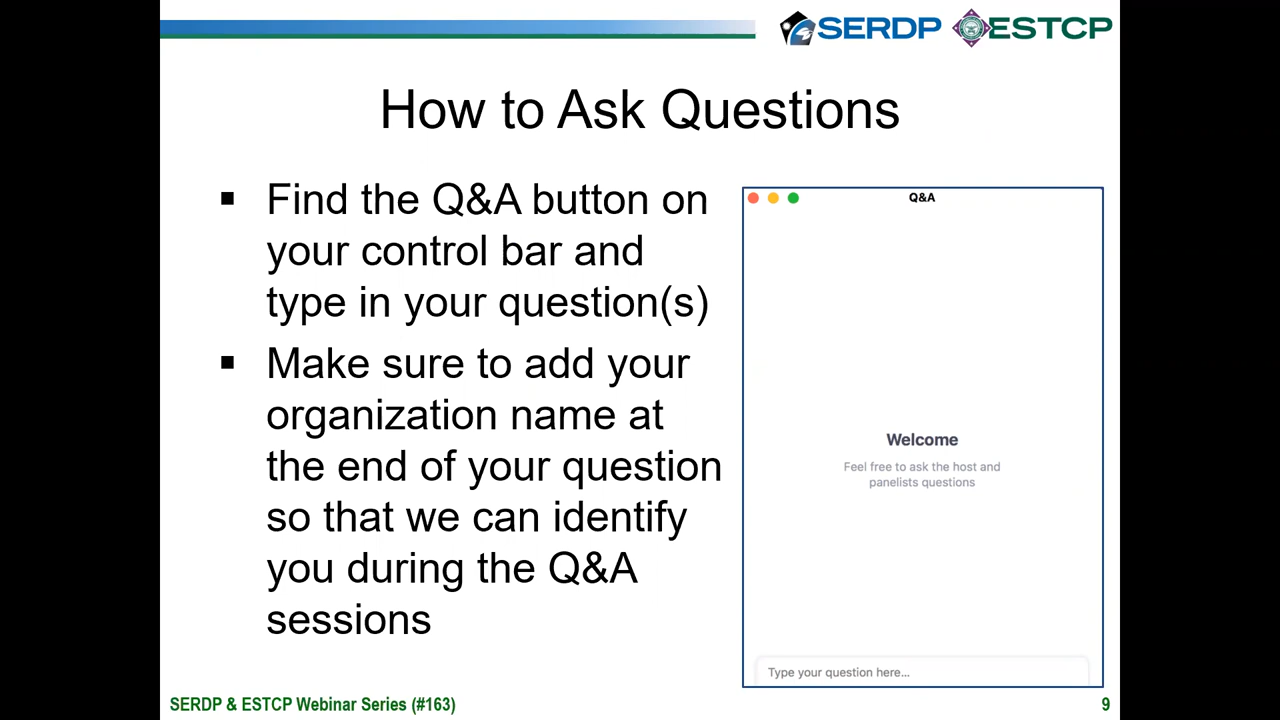 SERDP ESTCP
How to Ask Questions
▪ Find the Q&A button on
your control bar and
type in your question(s)
▪ Make sure to add your
organization name at
the end of your question
so that we can identify
you during the Q&A
sessions
Q&A
Welcome
Feel free to ask the host and
panelists questions
Type your question here...
SERDP & ESTCP Webinar Series (#163)
9